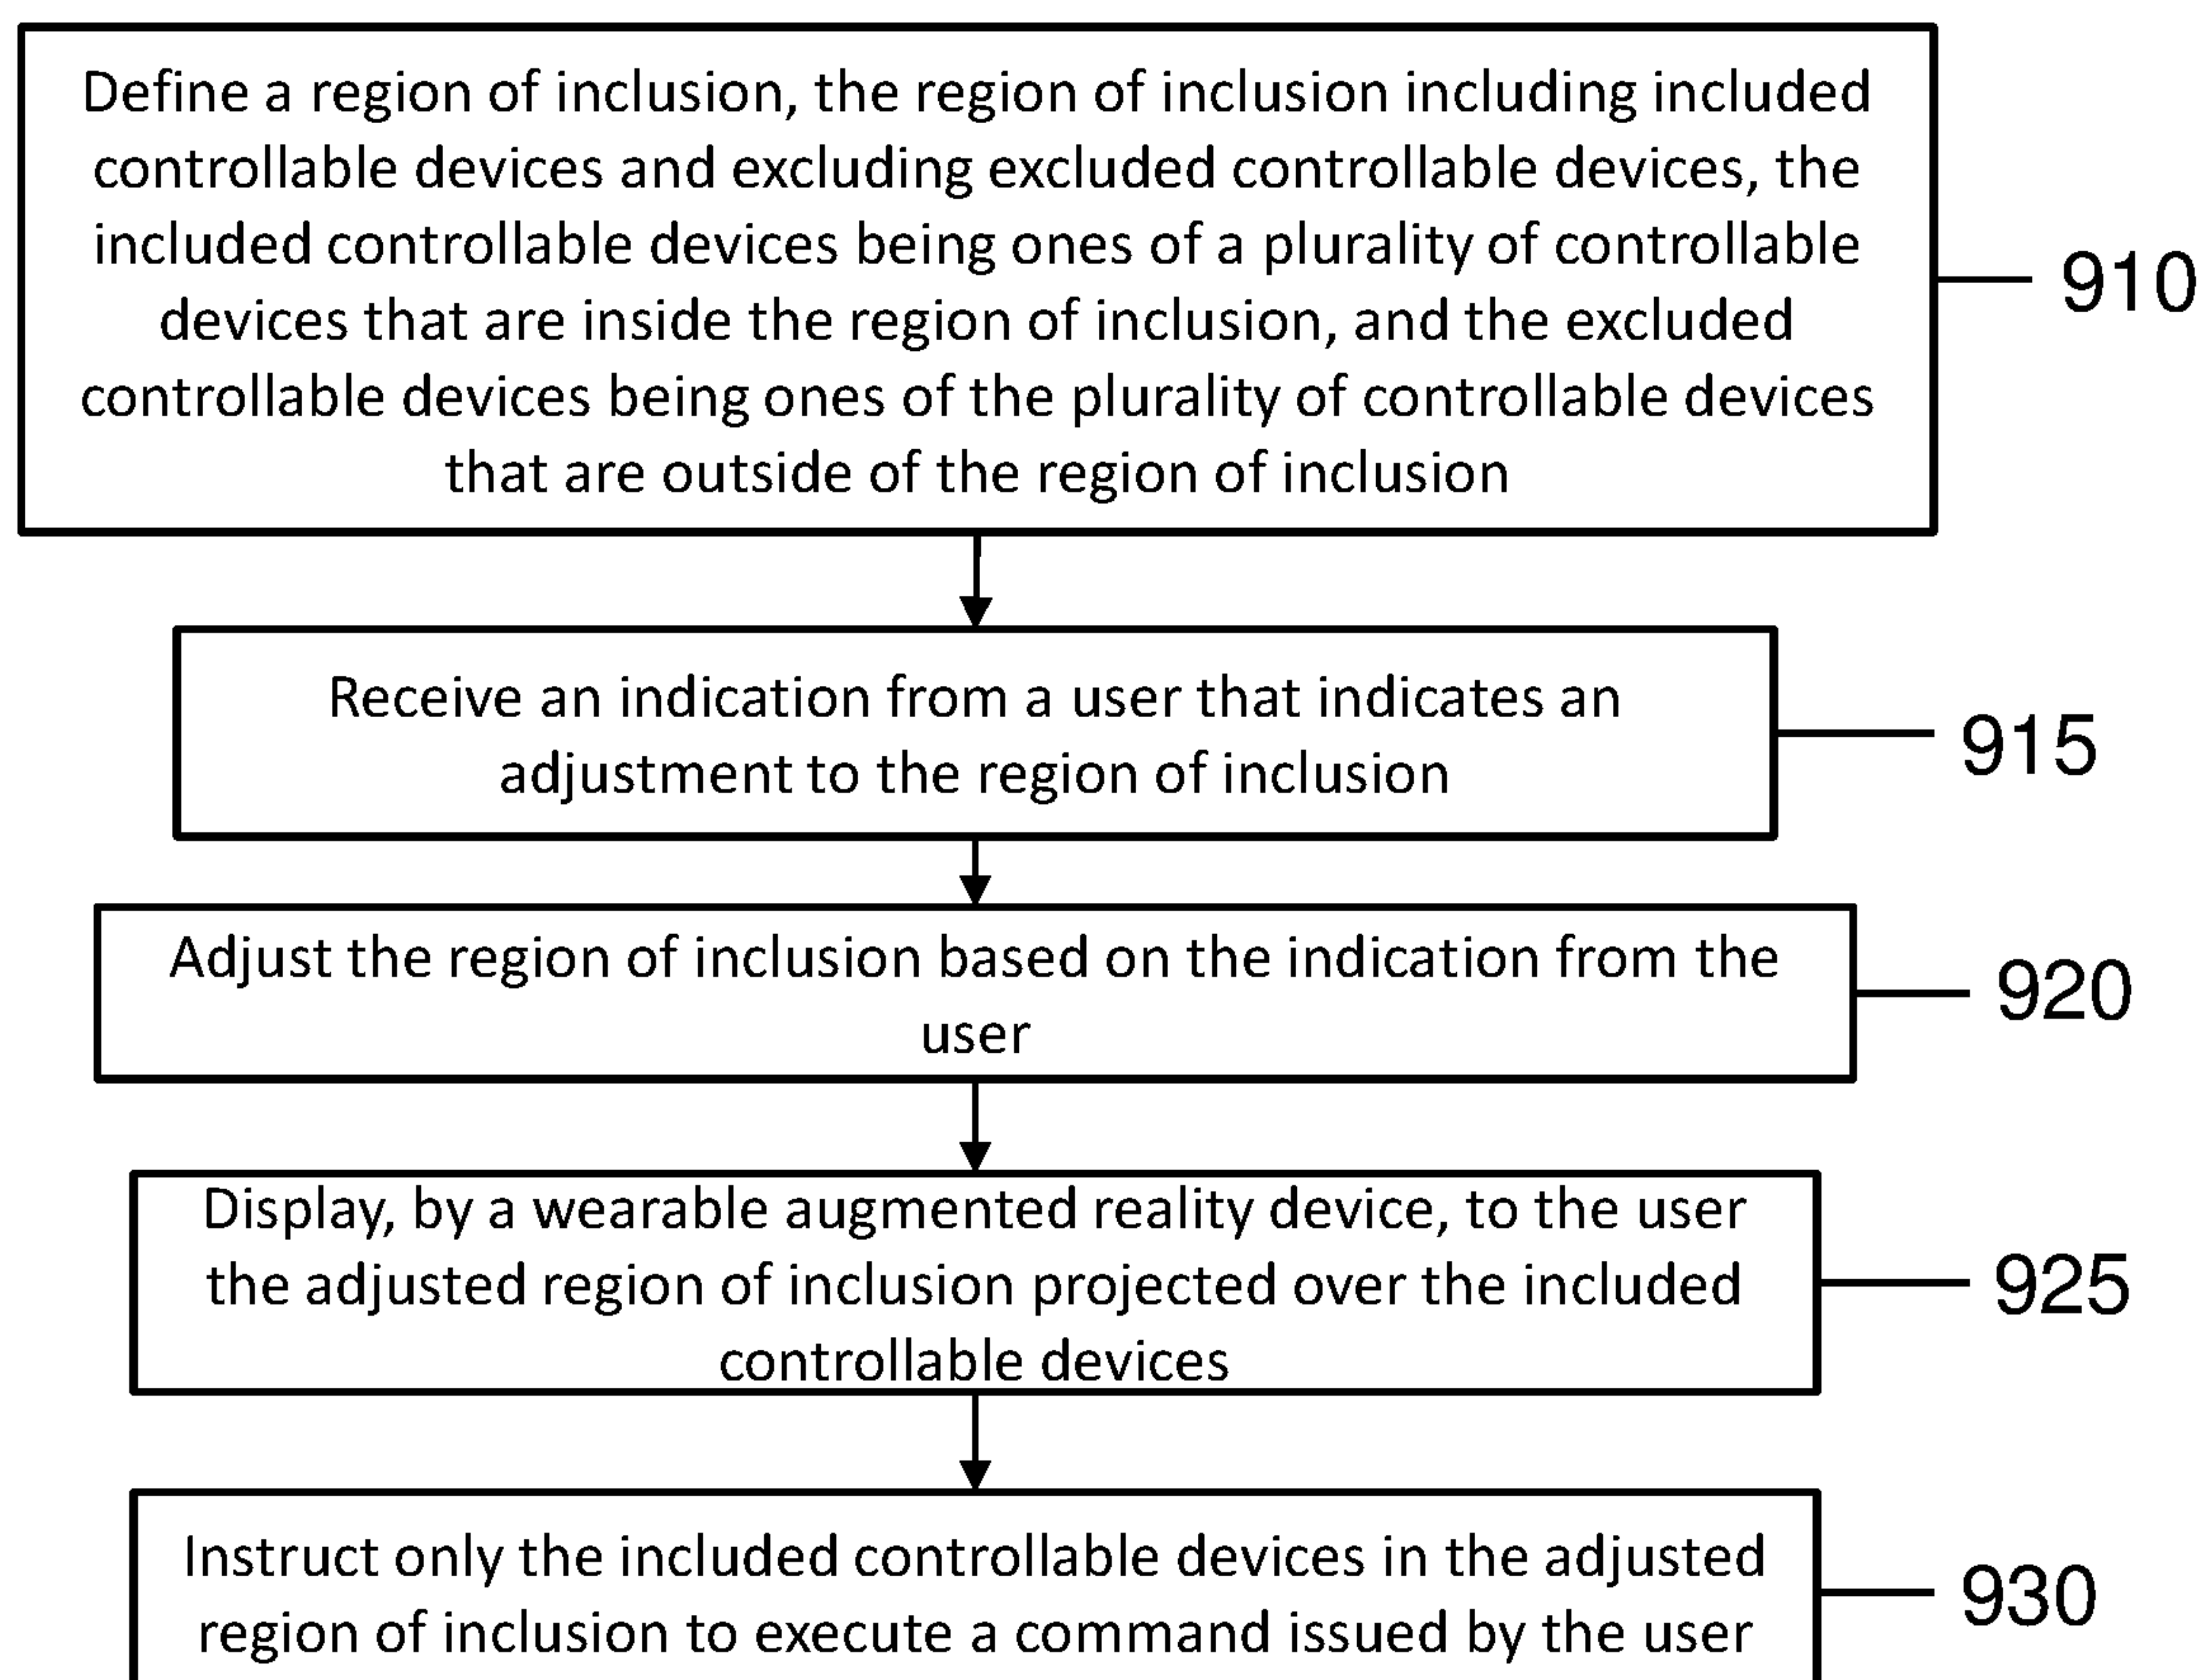 Define a region of inclusion, the region of inclusion including included
controllable devices and excluding excluded controllable devices, the
included controllable devices being ones of a plurality of controllable
devices that are inside the region of inclusion, and the excluded
controllable devices being ones of the plurality of controllable devices
that are outside of the region of inclusion
910
Receive an indication from a user that indicates an
adjustment to the region of inclusion
915
Adjust the region of inclusion based on the indication from the
user
920
Display, by a wearable augmented reality device, to the user
the adjusted region of inclusion projected over the included
controllable devices
925
Instruct only the included controllable devices in the adjusted
region of inclusion to execute a command issued by the user
930